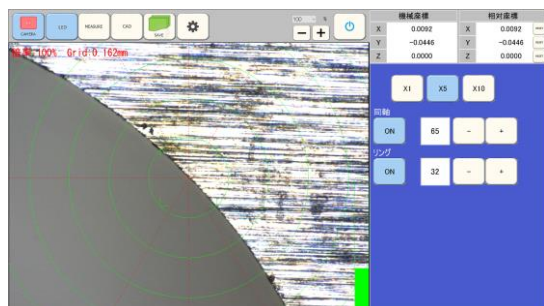 CAMERA LED MEASURE CAD SAVE
100 %
100% Grid:0.162mm
機械座標 相対座標
X 0.0092 X 0.0092
Y -0.0446 Y -0.0446
Z 0.0000 Z 0.0000
X1 X5 X10
同軸
ON 65 - +
リング
ON 32 - +